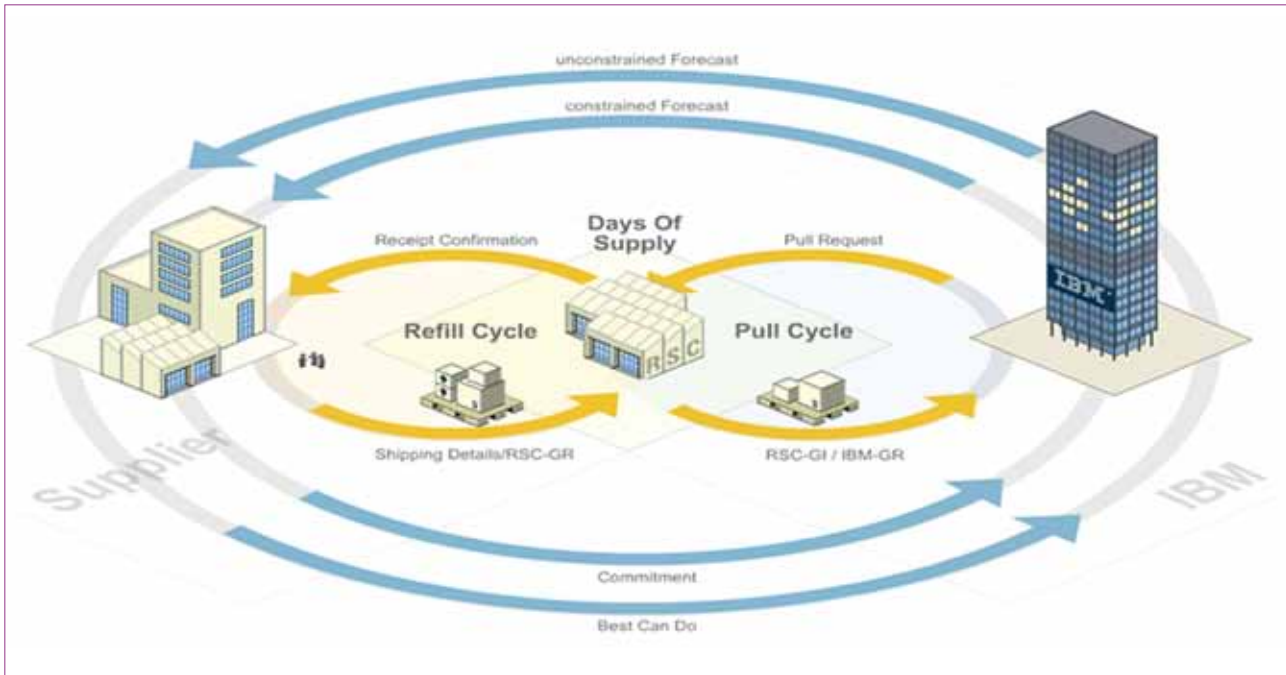 unconstrained Forecast
constrained Forecast
Days Of
Supply
Receipt Confirmation
Pull Request
IBM
Refill Cycle
Pull Cycle
RSC
Shipping Details/RSC-GR
RSC-GI / IBM-GR
Supplier
IBM
Commitment
Best Can Do